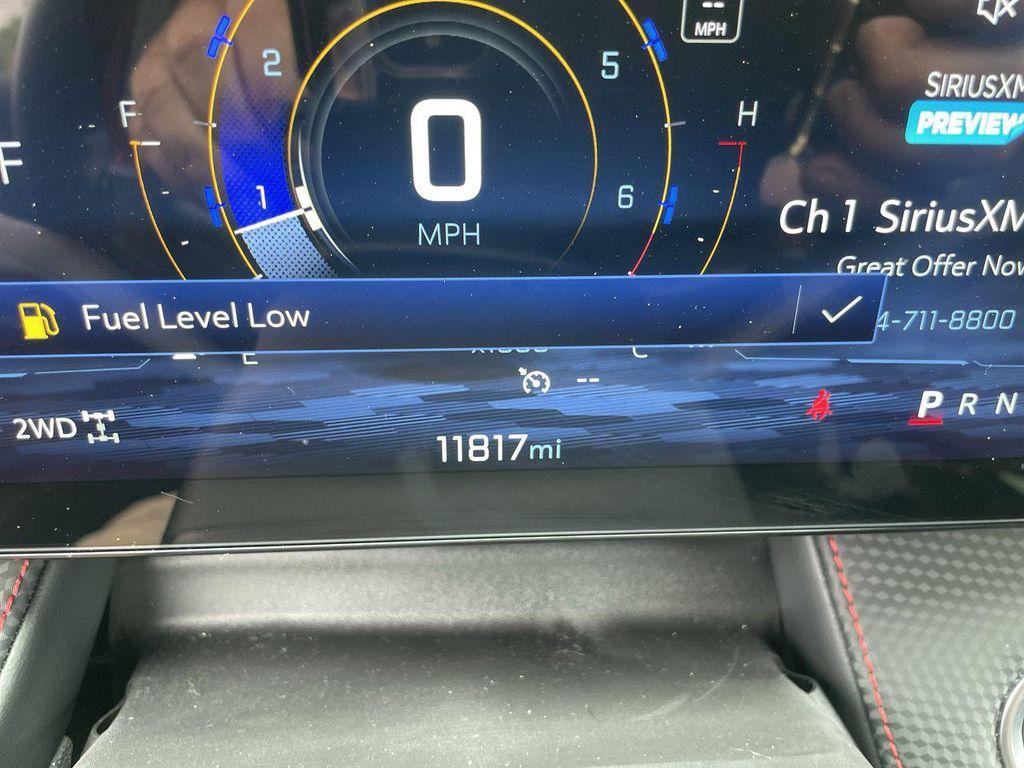 --
MPH
2
5
F
H
F
SIRIUSXM
PREVIEW
0
1
6
MPH
Ch 1 SiriusXM
Great Offer Now
Fuel Level Low
4-711-8800
E
C
--
2WD
P R N
11817mi